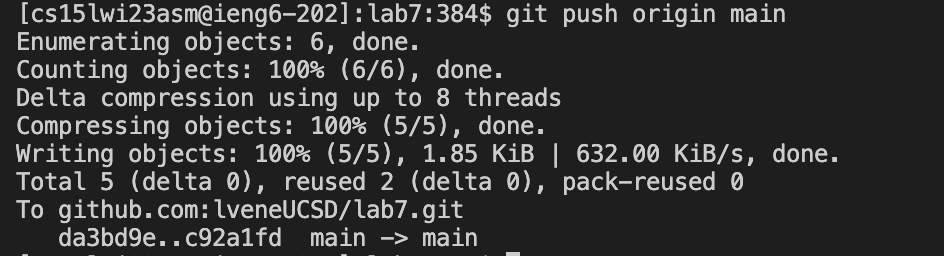 [cs15lwi23asm@ieng6-202]:lab7:384$ git push origin main
Enumerating objects: 6, done.
Counting objects: 100% (6/6), done.
Delta compression using up to 8 threads
Compressing objects: 100% (5/5), done.
Writing objects: 100% (5/5), 1.85 KiB | 632.00 KiB/s, done.
Total 5 (delta 0), reused 2 (delta 0), pack-reused 0
To github.com:lveneUCSD/lab7.git
   da3bd9e..c92a1fd  main -> main